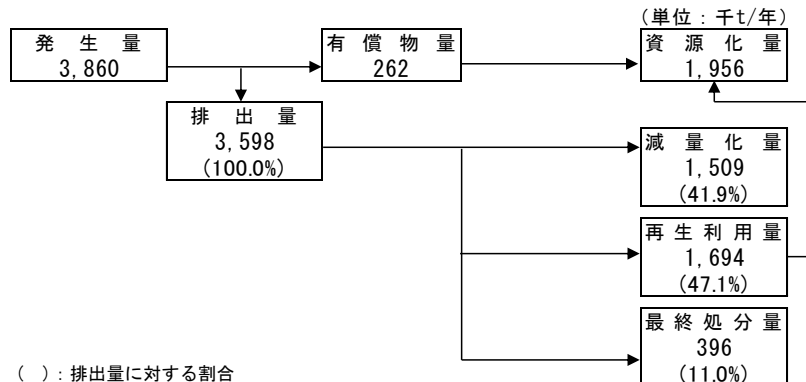 （単位：千t/年）
発生量
3,860
有償物量
262
資源化量
1,956
排出量
3,598
(100.0%)
減量化量
1,509
(41.9%)
再生利用量
1,694
(47.1%)
最終処分量
396
(11.0%)
（ ）：排出量に対する割合